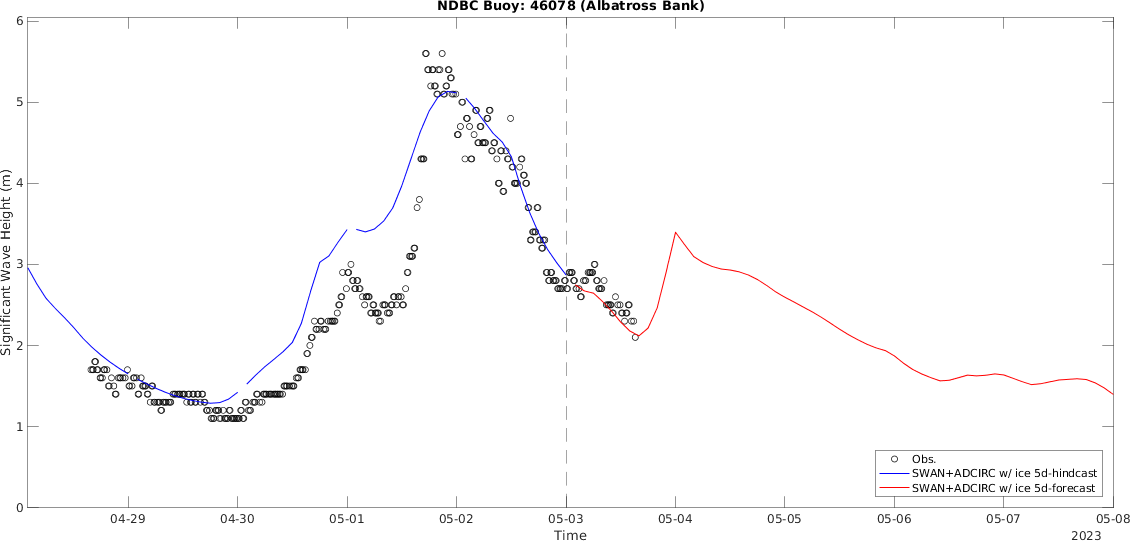 NDBC Buoy: 46078 (Albatross Bank)
6
5
4
3
2
1
0
Significant Wave Height (m)
Obs.
SWAN+ADCIRC w/ ice 5d-hindcast
SWAN+ADCIRC w/ ice 5d-forecast
04-29 04-30 05-01 05-02 05-03 05-04 05-05 05-06 05-07 05-08
Time
2023